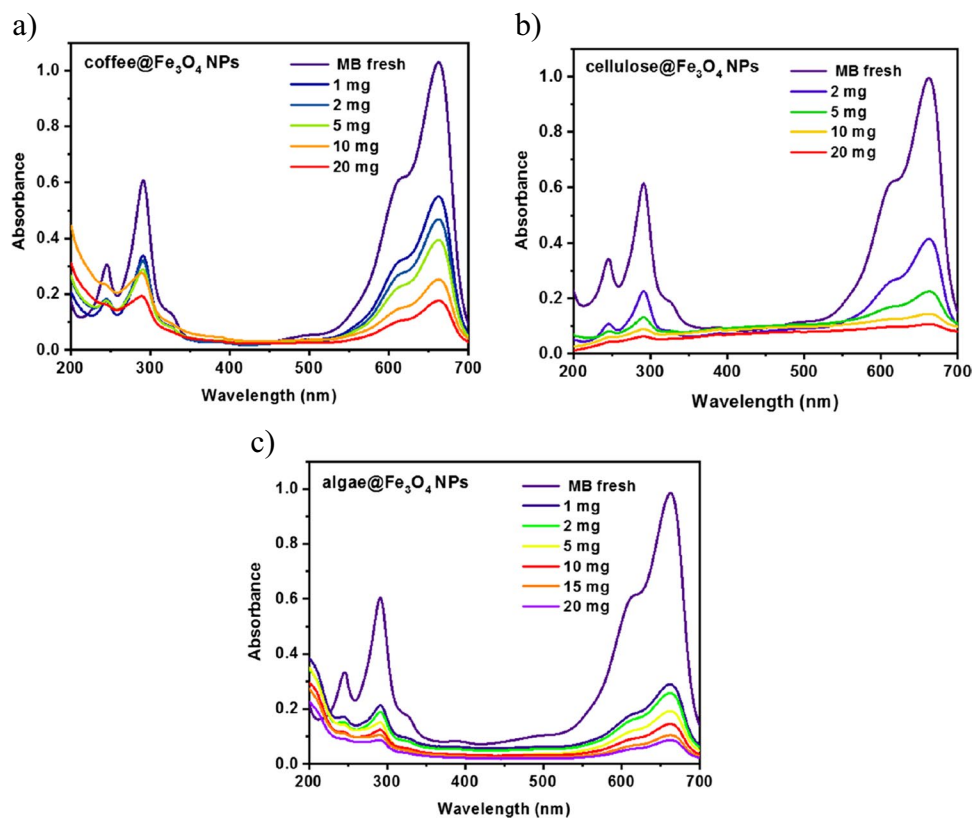 a)
coffee@Fe₃O₄ NPs
MB fresh
1 mg
2 mg
5 mg
10 mg
20 mg
1.0
0.8
0.6
0.4
0.2
0.0
Absorbance
200 300 400 500 600 700
Wavelength (nm)
b)
cellulose@Fe₃O₄ NPs
MB fresh
2 mg
5 mg
10 mg
20 mg
1.0
0.8
0.6
0.4
0.2
0.0
Absorbance
200 300 400 500 600 700
Wavelength (nm)
c)
algae@Fe₃O₄ NPs
MB fresh
1 mg
2 mg
5 mg
10 mg
15 mg
20 mg
1.0
0.8
0.6
0.4
0.2
0.0
Absorbance
200 300 400 500 600 700
Wavelength (nm)